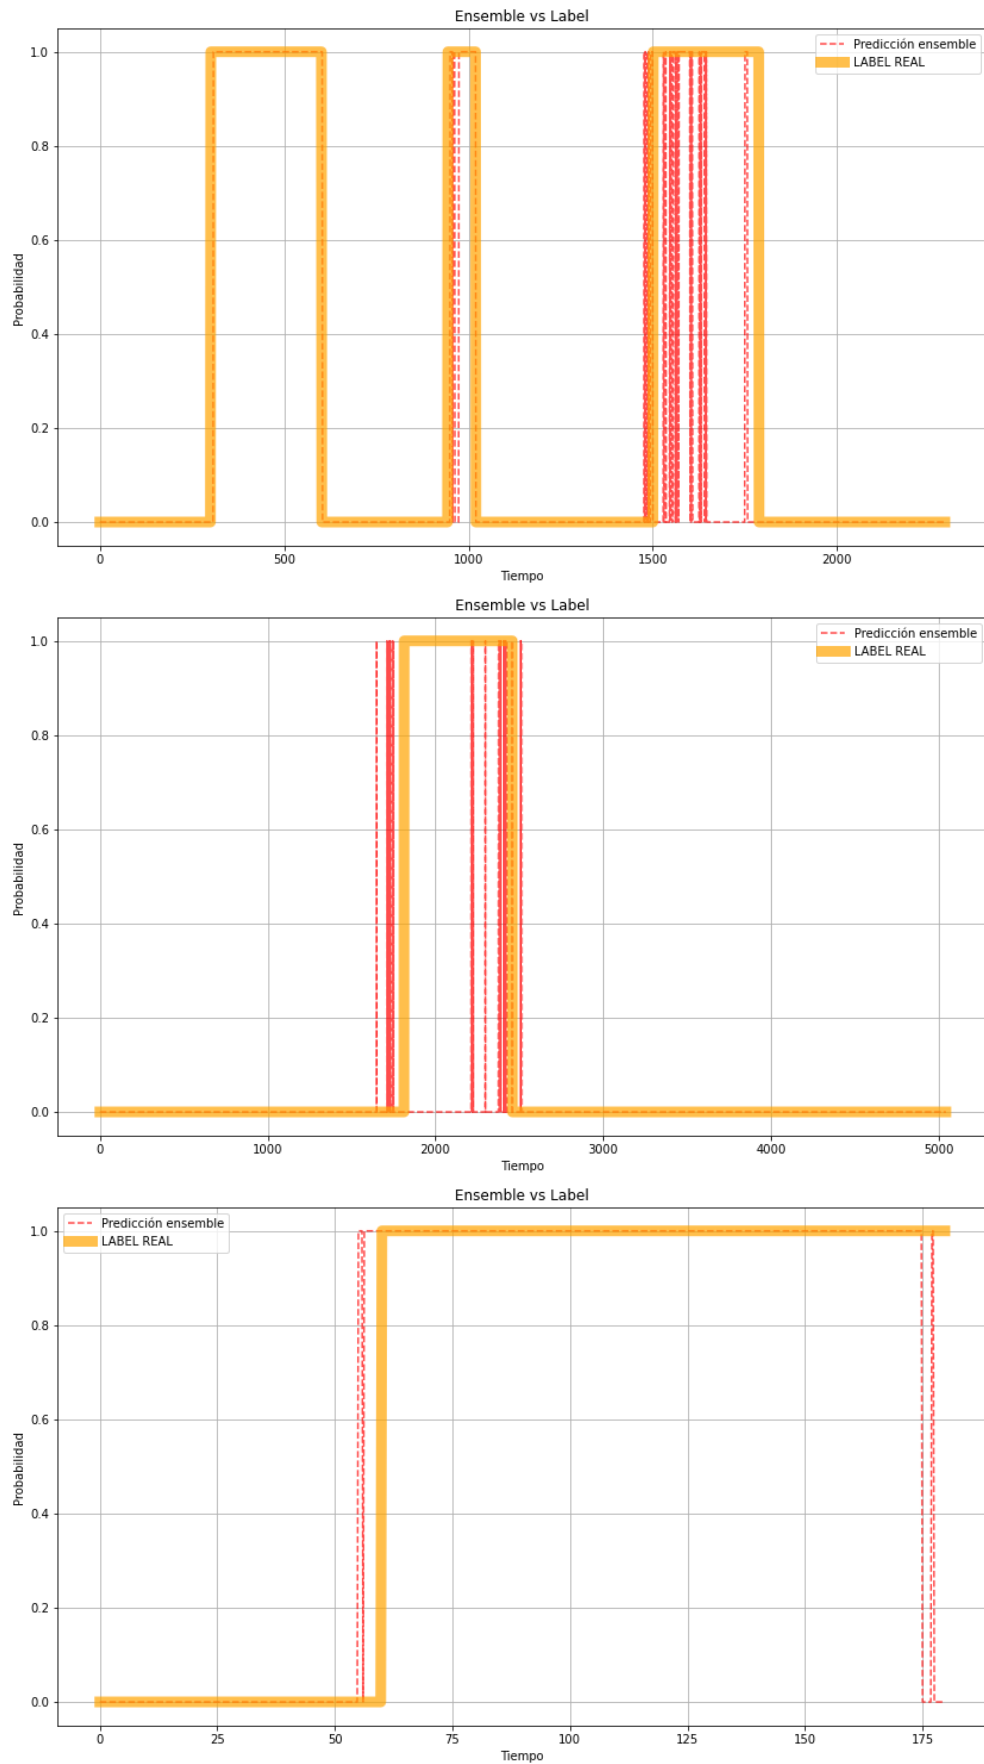 Ensemble vs Label
Predicción ensemble
LABEL REAL
Probabilidad
1.0
0.8
0.6
0.4
0.2
0.0
0 500 1000 1500 2000
Tiempo
Ensemble vs Label
Predicción ensemble
LABEL REAL
Probabilidad
1.0
0.8
0.6
0.4
0.2
0.0
0 1000 2000 3000 4000 5000
Tiempo
Ensemble vs Label
Predicción ensemble
LABEL REAL
Probabilidad
1.0
0.8
0.6
0.4
0.2
0.0
0 25 50 75 100 125 150 175
Tiempo